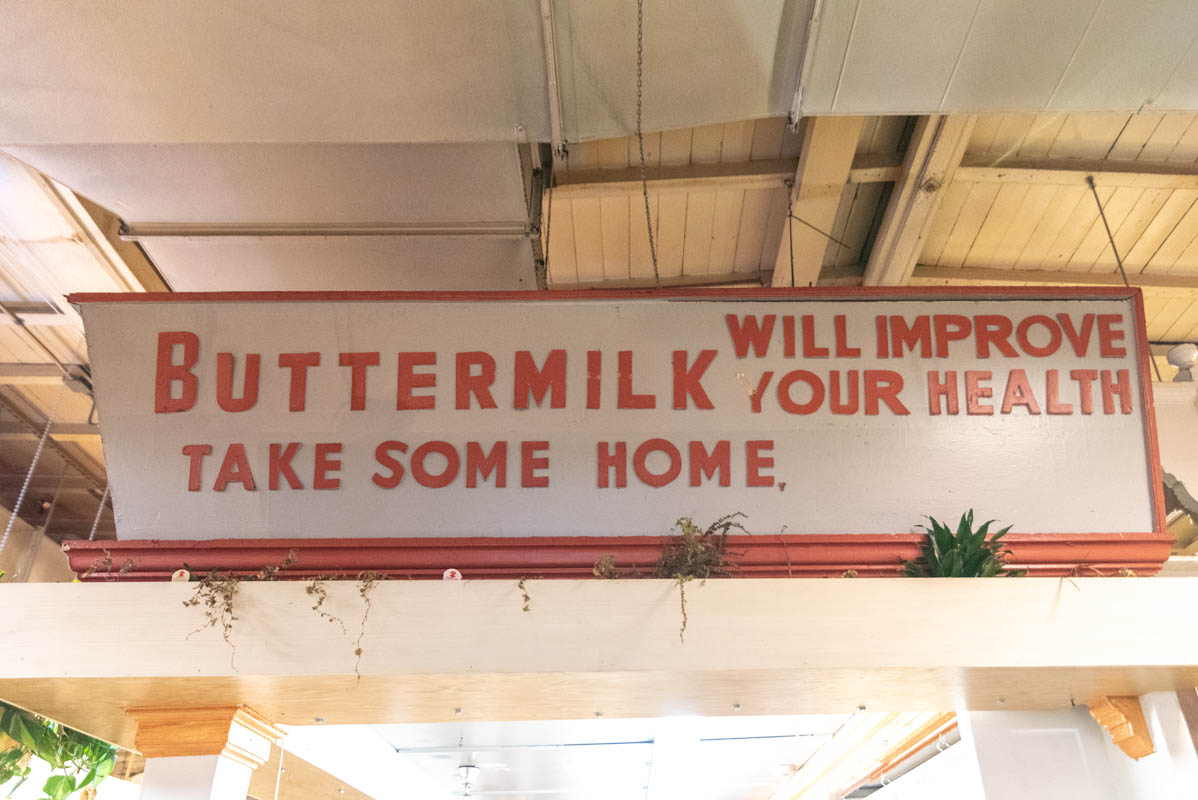 BUTTERMILK WILL IMPROVE
YOUR HEALTH
TAKE SOME HOME.